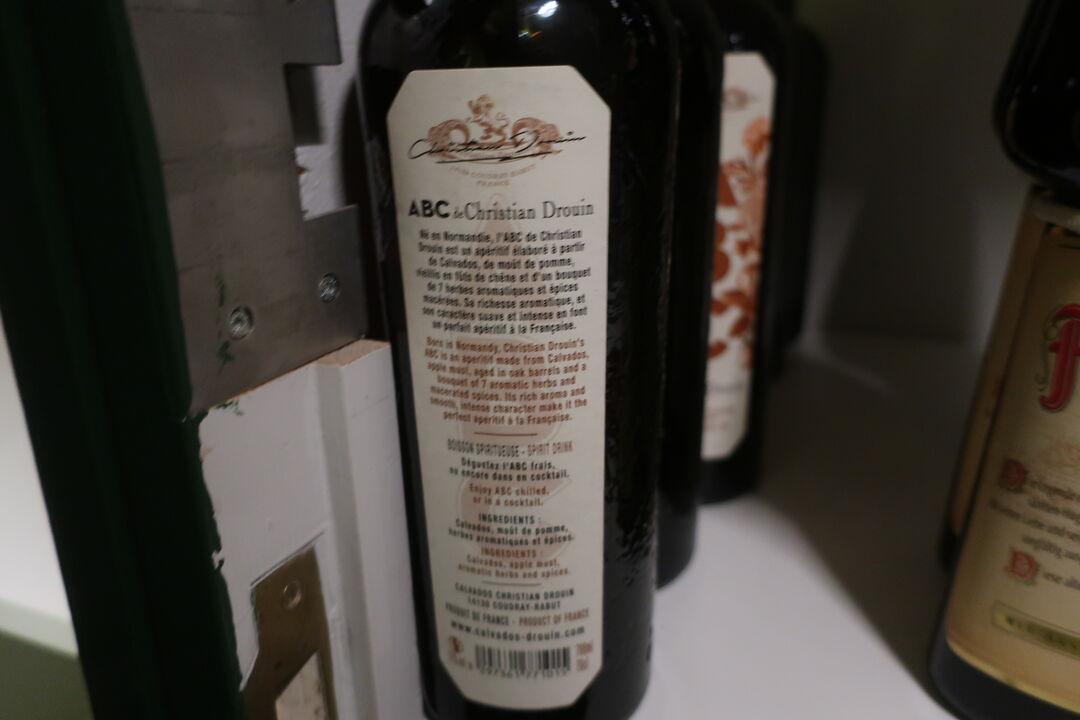 Christian Drouin
COUDRAY-RABUT
FRANCE
ABC de Christian Drouin
Né en Normandie, l'ABC de Christian
Drouin est un apéritif élaboré à partir
de Calvados, de moût de pomme,
vieillis en fûts de chêne et d'un bouquet
de 7 herbes aromatiques et épices
macérées. Sa richesse aromatique, et
son caractère suave et intense en font
un parfait apéritif à la Française.
Born in Normandy, Christian Drouin's
ABC is an aperitif made from Calvados,
apple must, aged in oak barrels and a
bouquet of 7 aromatic herbs and
macerated spices. Its rich aroma and
smooth, intense character make it the
perfect aperitif à la Française.
BOISSON SPIRITUEUSE - SPIRIT DRINK
Dégustez l'ABC frais,
ou encore dans en cocktail.
Enjoy ABC chilled,
or in a cocktail.
INGREDIENTS :
Calvados, moût de pomme,
herbes aromatiques et épices.
INGREDIENTS :
Calvados, apple must,
aromatic herbs and spices.
CALVADOS CHRISTIAN DROUIN
14130 COUDRAY-RABUT
PRODUIT DE FRANCE - PRODUCT OF FRANCE
www.calvados-drouin.com